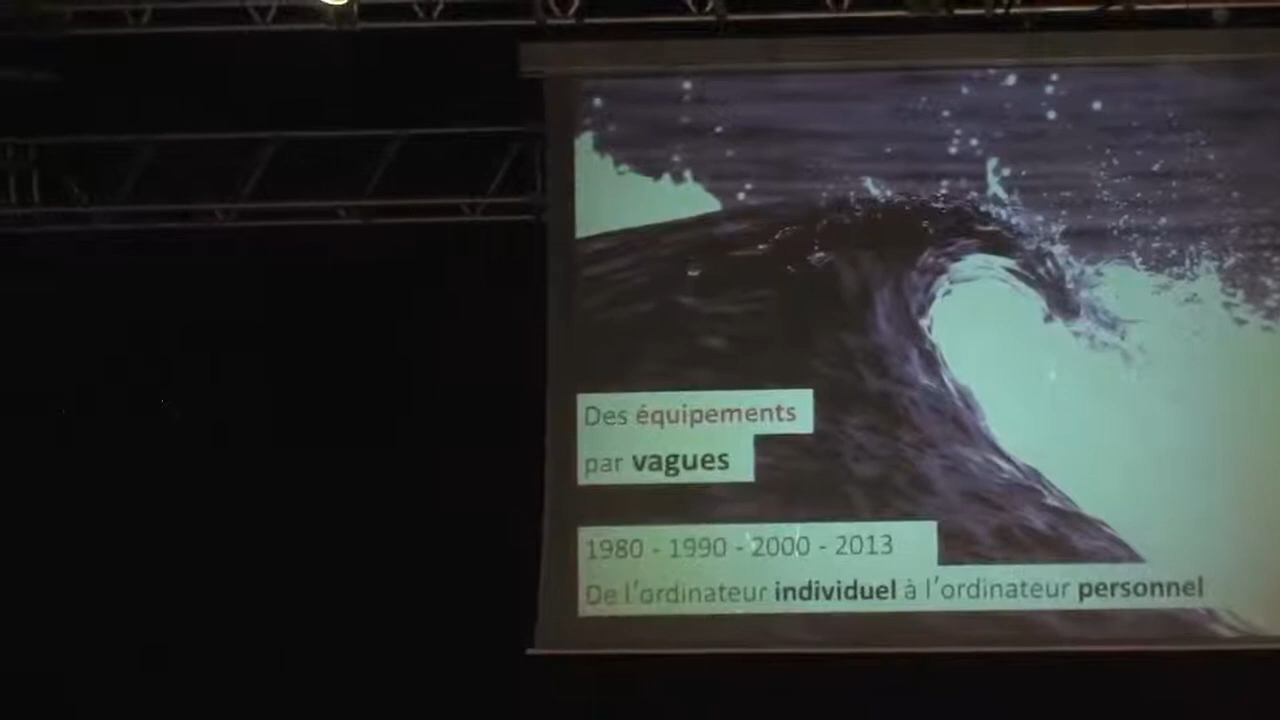 Des équipements
par vagues
1980 - 1990 - 2000 - 2013
De l'ordinateur individuel à l'ordinateur personnel